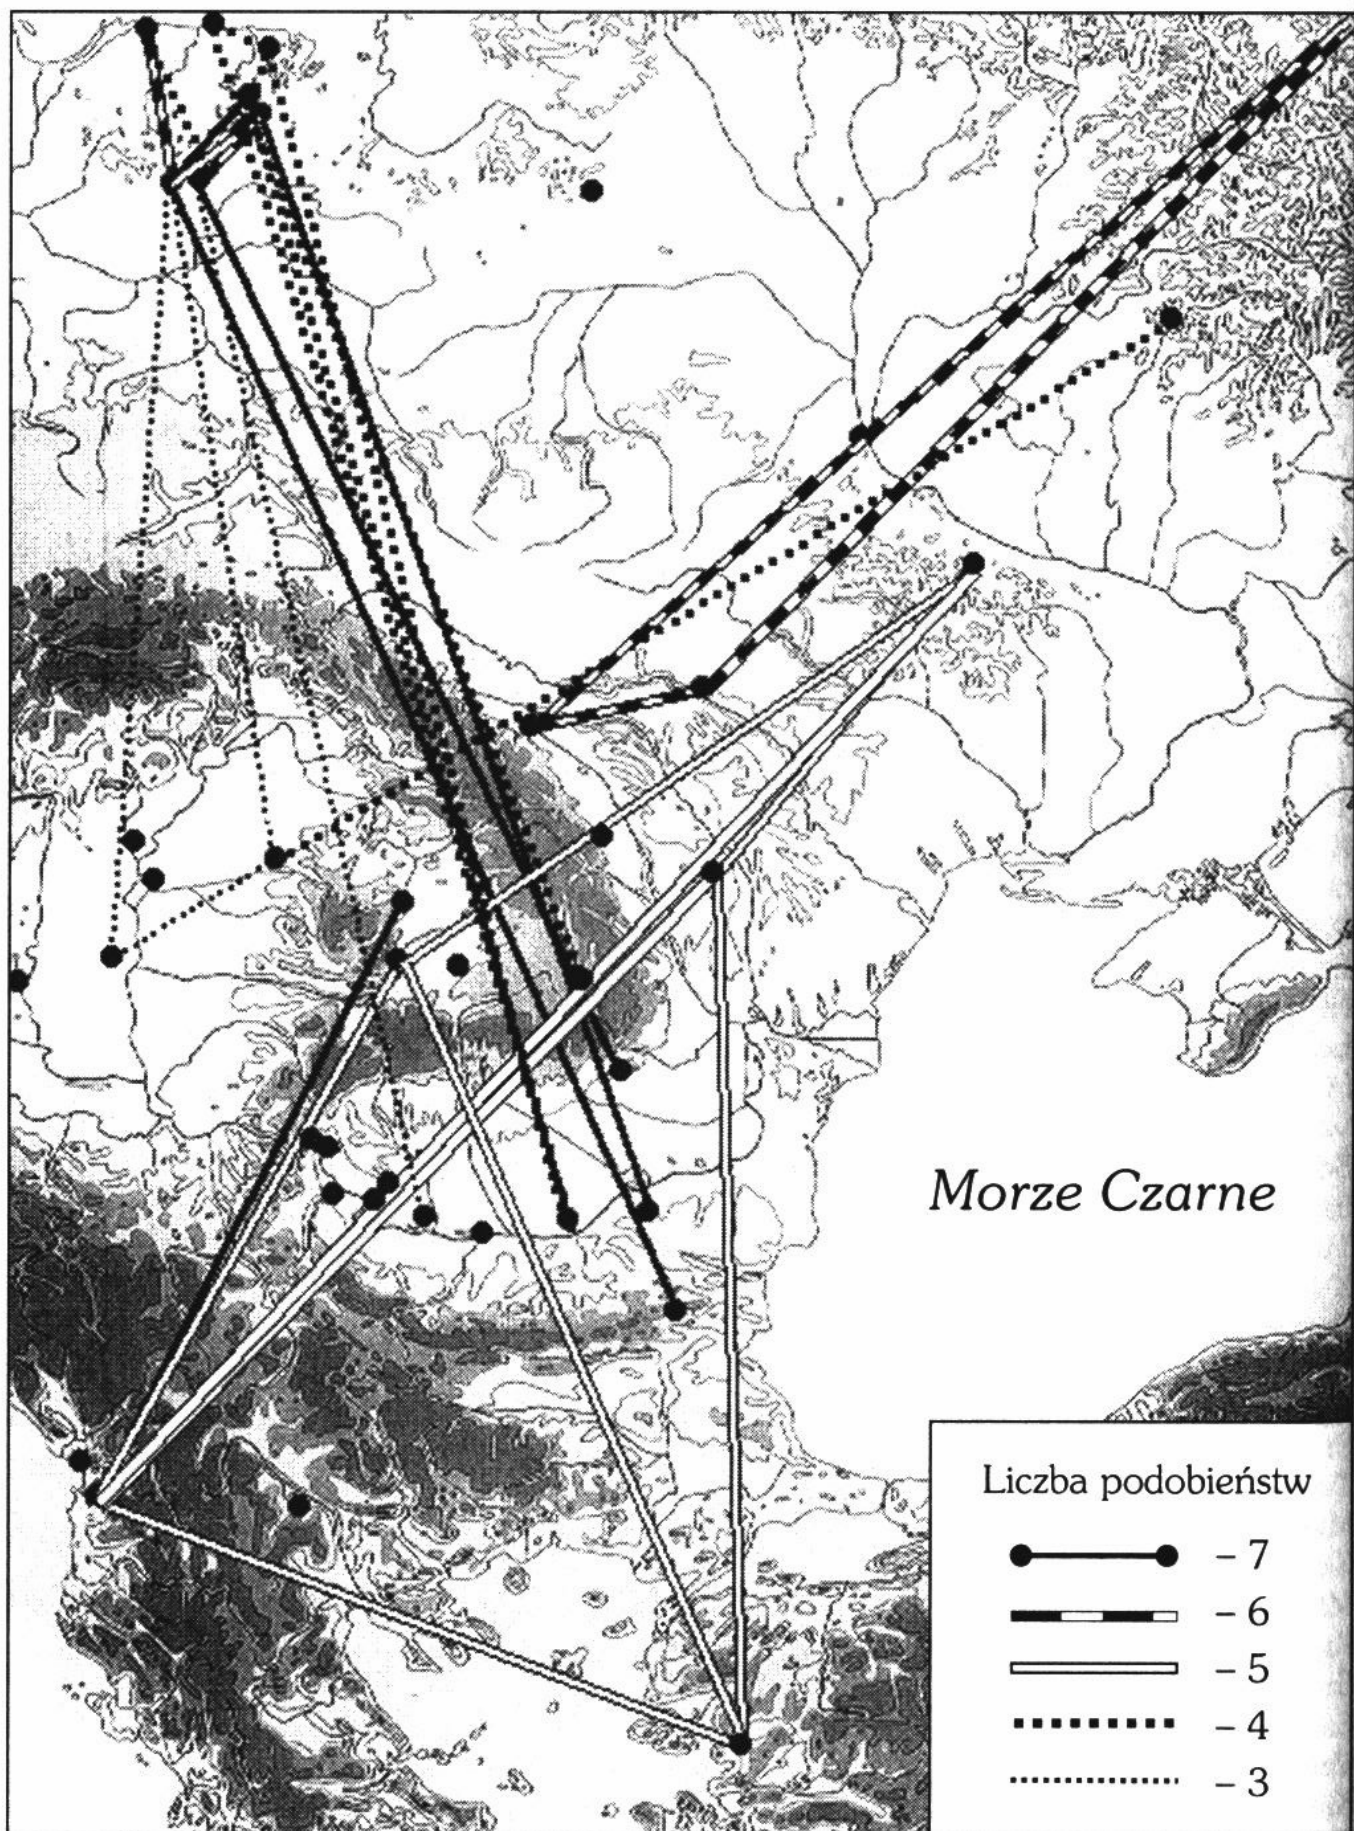 Morze Czarne
Liczba podobieństw
– 7
– 6
– 5
– 4
– 3